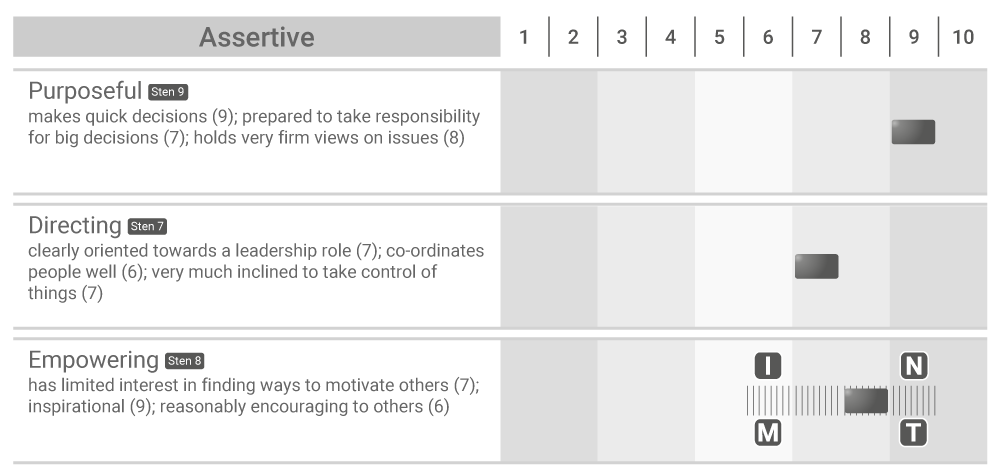 Assertive 1 2 3 4 5 6 7 8 9 10
Purposeful Sten 9
makes quick decisions (9); prepared to take responsibility
for big decisions (7); holds very firm views on issues (8)
Directing Sten 7
clearly oriented towards a leadership role (7); co-ordinates
people well (6); very much inclined to take control of
things (7)
Empowering Sten 8
has limited interest in finding ways to motivate others (7);
inspirational (9); reasonably encouraging to others (6)
I N
M T